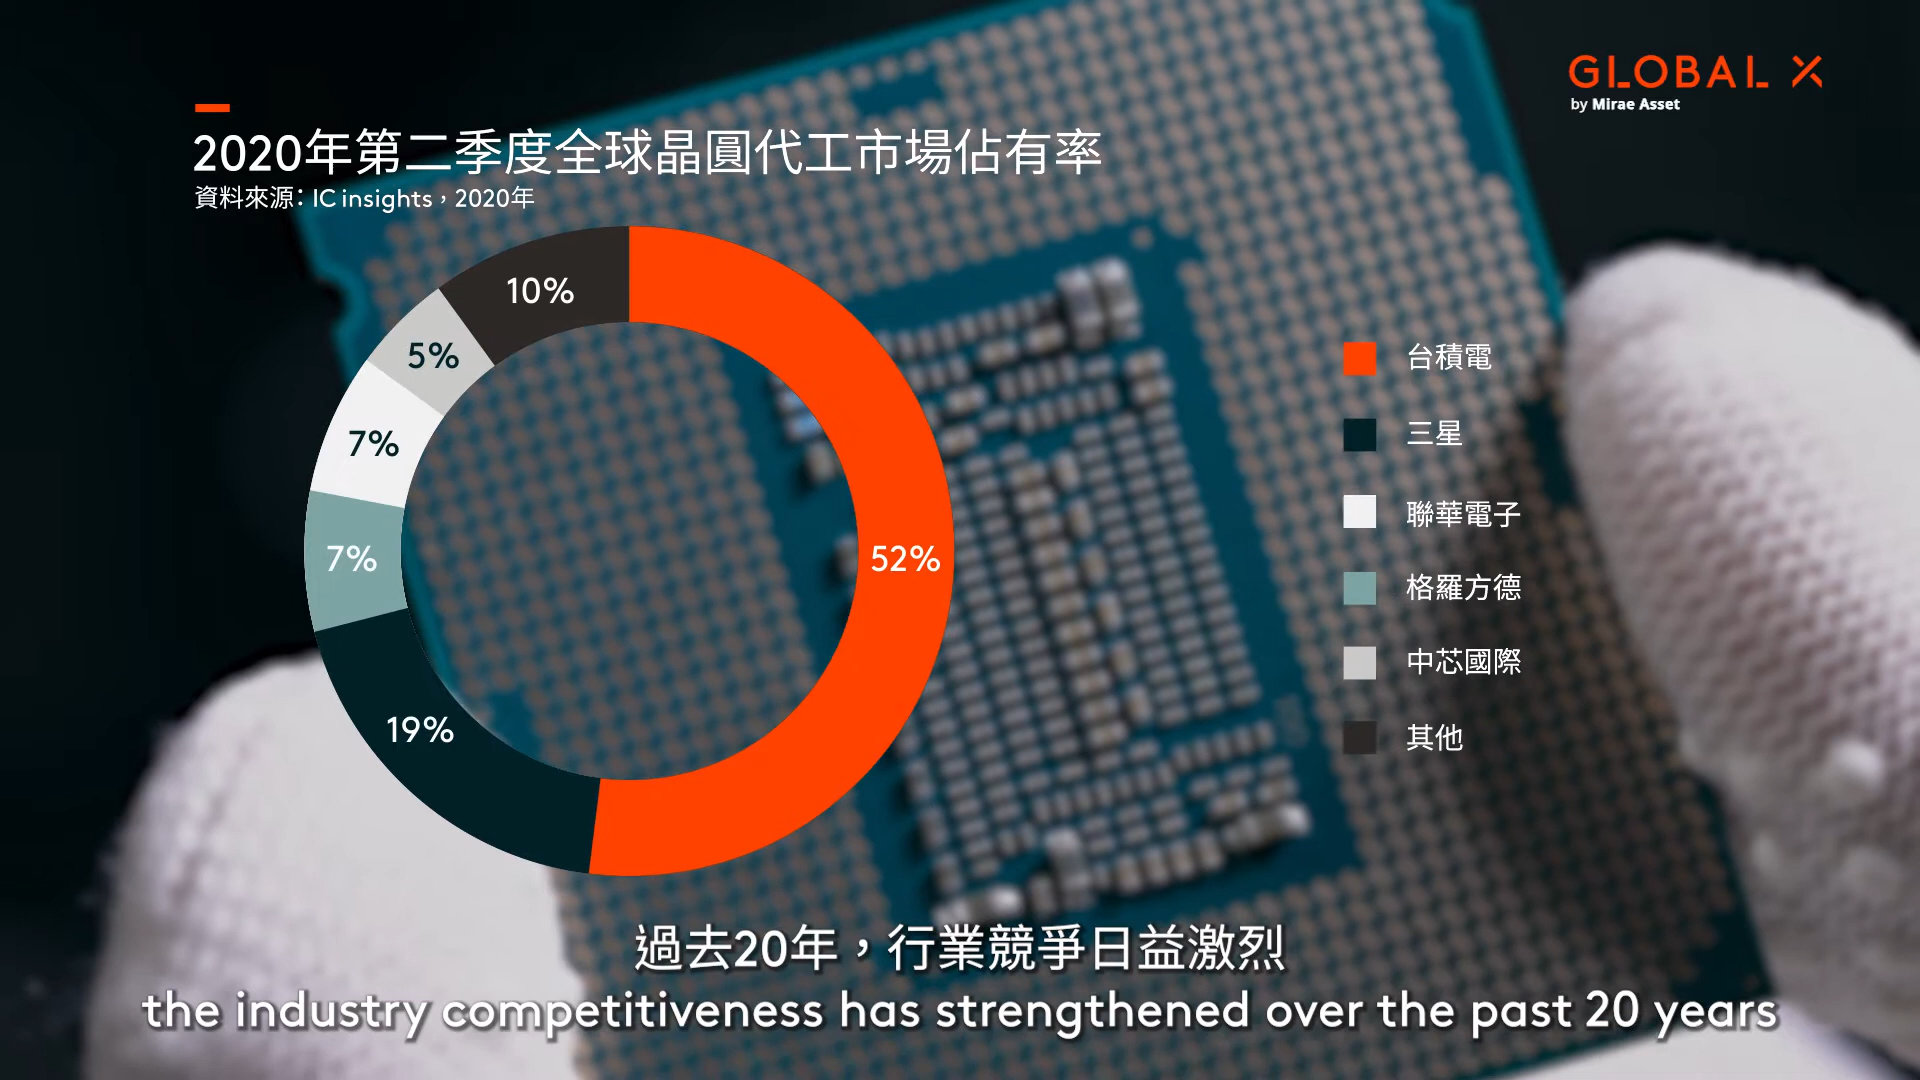 GLOBAL X
by Mirae Asset
2020年第二季度全球晶圓代工市場佔有率
資料來源：IC insights，2020年
10%
5%
7%
7%
19%
52%
台積電
三星
聯華電子
格羅方德
中芯國際
其他
過去20年，行業競爭日益激烈
the industry competitiveness has strengthened over the past 20 years